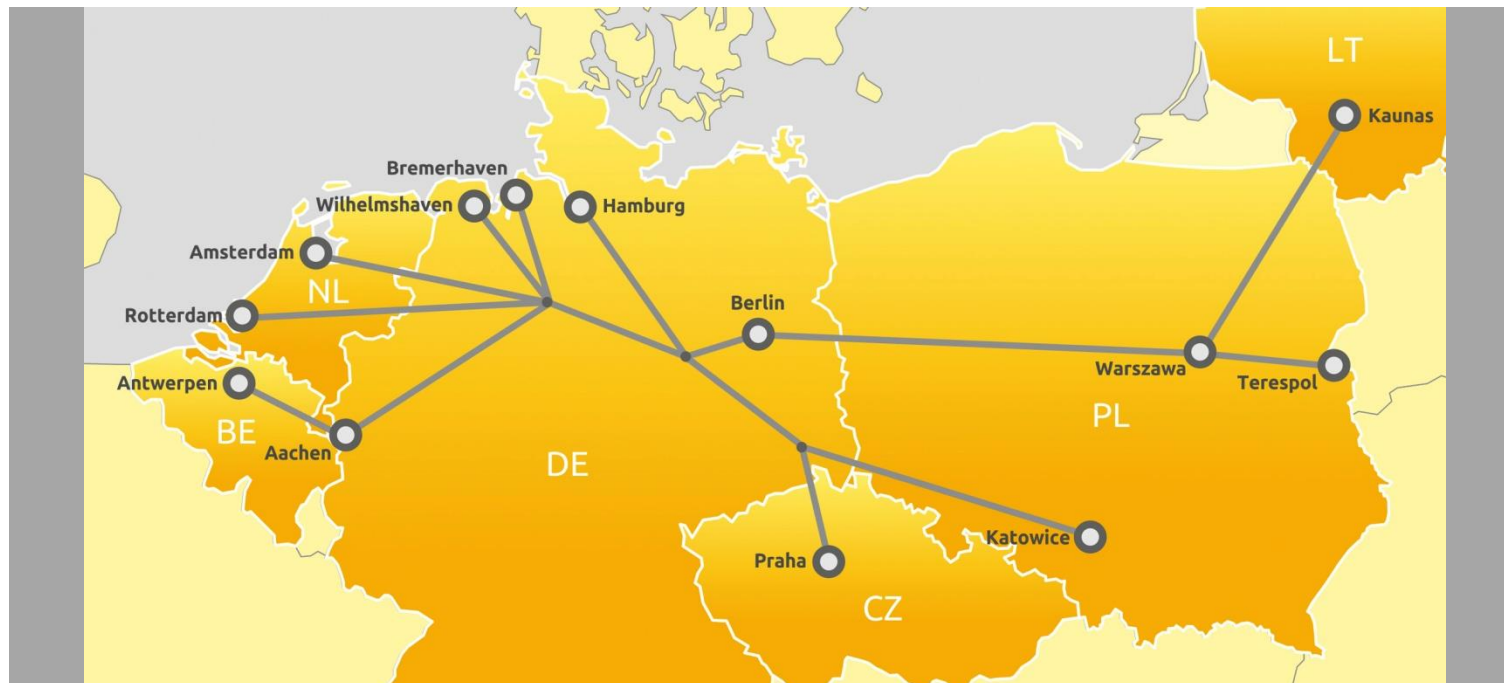 LT
Kaunas
Bremerhaven
Wilhelmshaven
Hamburg
Amsterdam
NL
Rotterdam
Berlin
Warszawa
Terespol
Antwerpen
BE
Aachen
DE
PL
Katowice
Praha
CZ